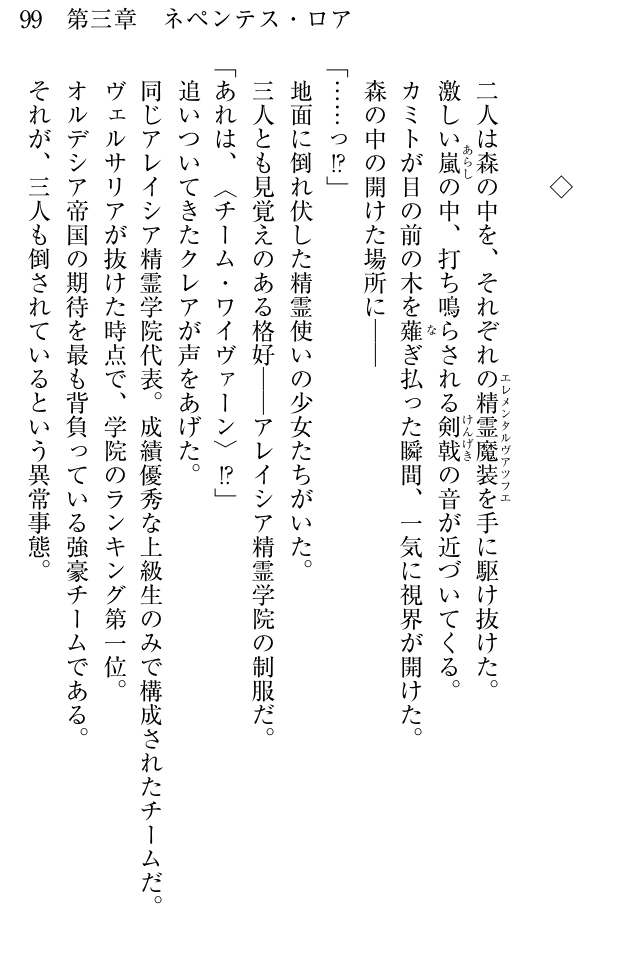 99 第三章 ネペンテス・ロア
◇
二人は森の中を、それぞれの精霊魔装を手に駆け抜けた。
エレメンタルヴァッフェ
激しい嵐の中、打ち鳴らされる剣戟の音が近づいてくる。
あらし
けんげき
カミトが目の前の木を薙ぎ払った瞬間、一気に視界が開けた。
な
森の中の開けた場所に――
「……っ!?」
地面に倒れ伏した精霊使いの少女たちがいた。
三人とも見覚えのある格好――アレイシア精霊学院の制服だ。
「あれは、〈チーム・ワイヴァーン〉!?」
追いついてきたクレアが声をあげた。
同じアレイシア精霊学院代表。成績優秀な上級生のみで構成されたチームだ。
ヴェルサリアが抜けた時点で、学院のランキング第一位。
オルデシア帝国の期待を最も背負っている強豪チームである。
それが、三人も倒されているという異常事態。